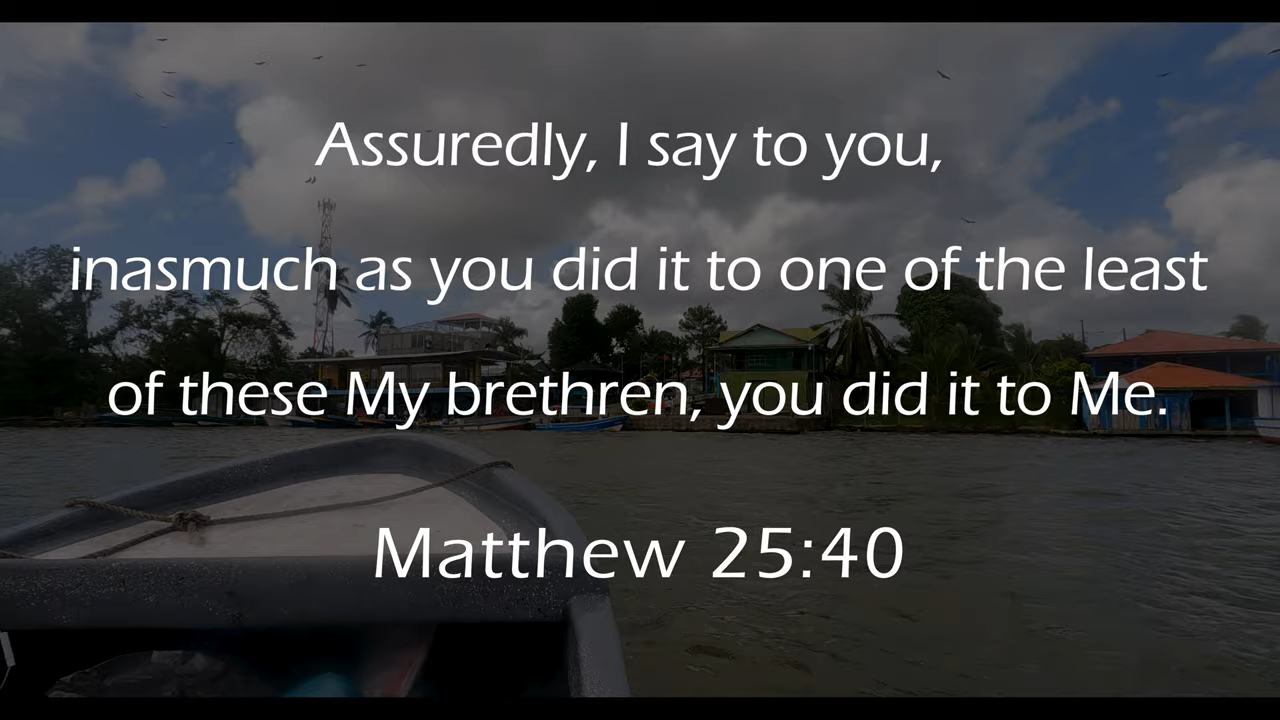 Assuredly, I say to you,
inasmuch as you did it to one of the least
of these My brethren, you did it to Me.
Matthew 25:40